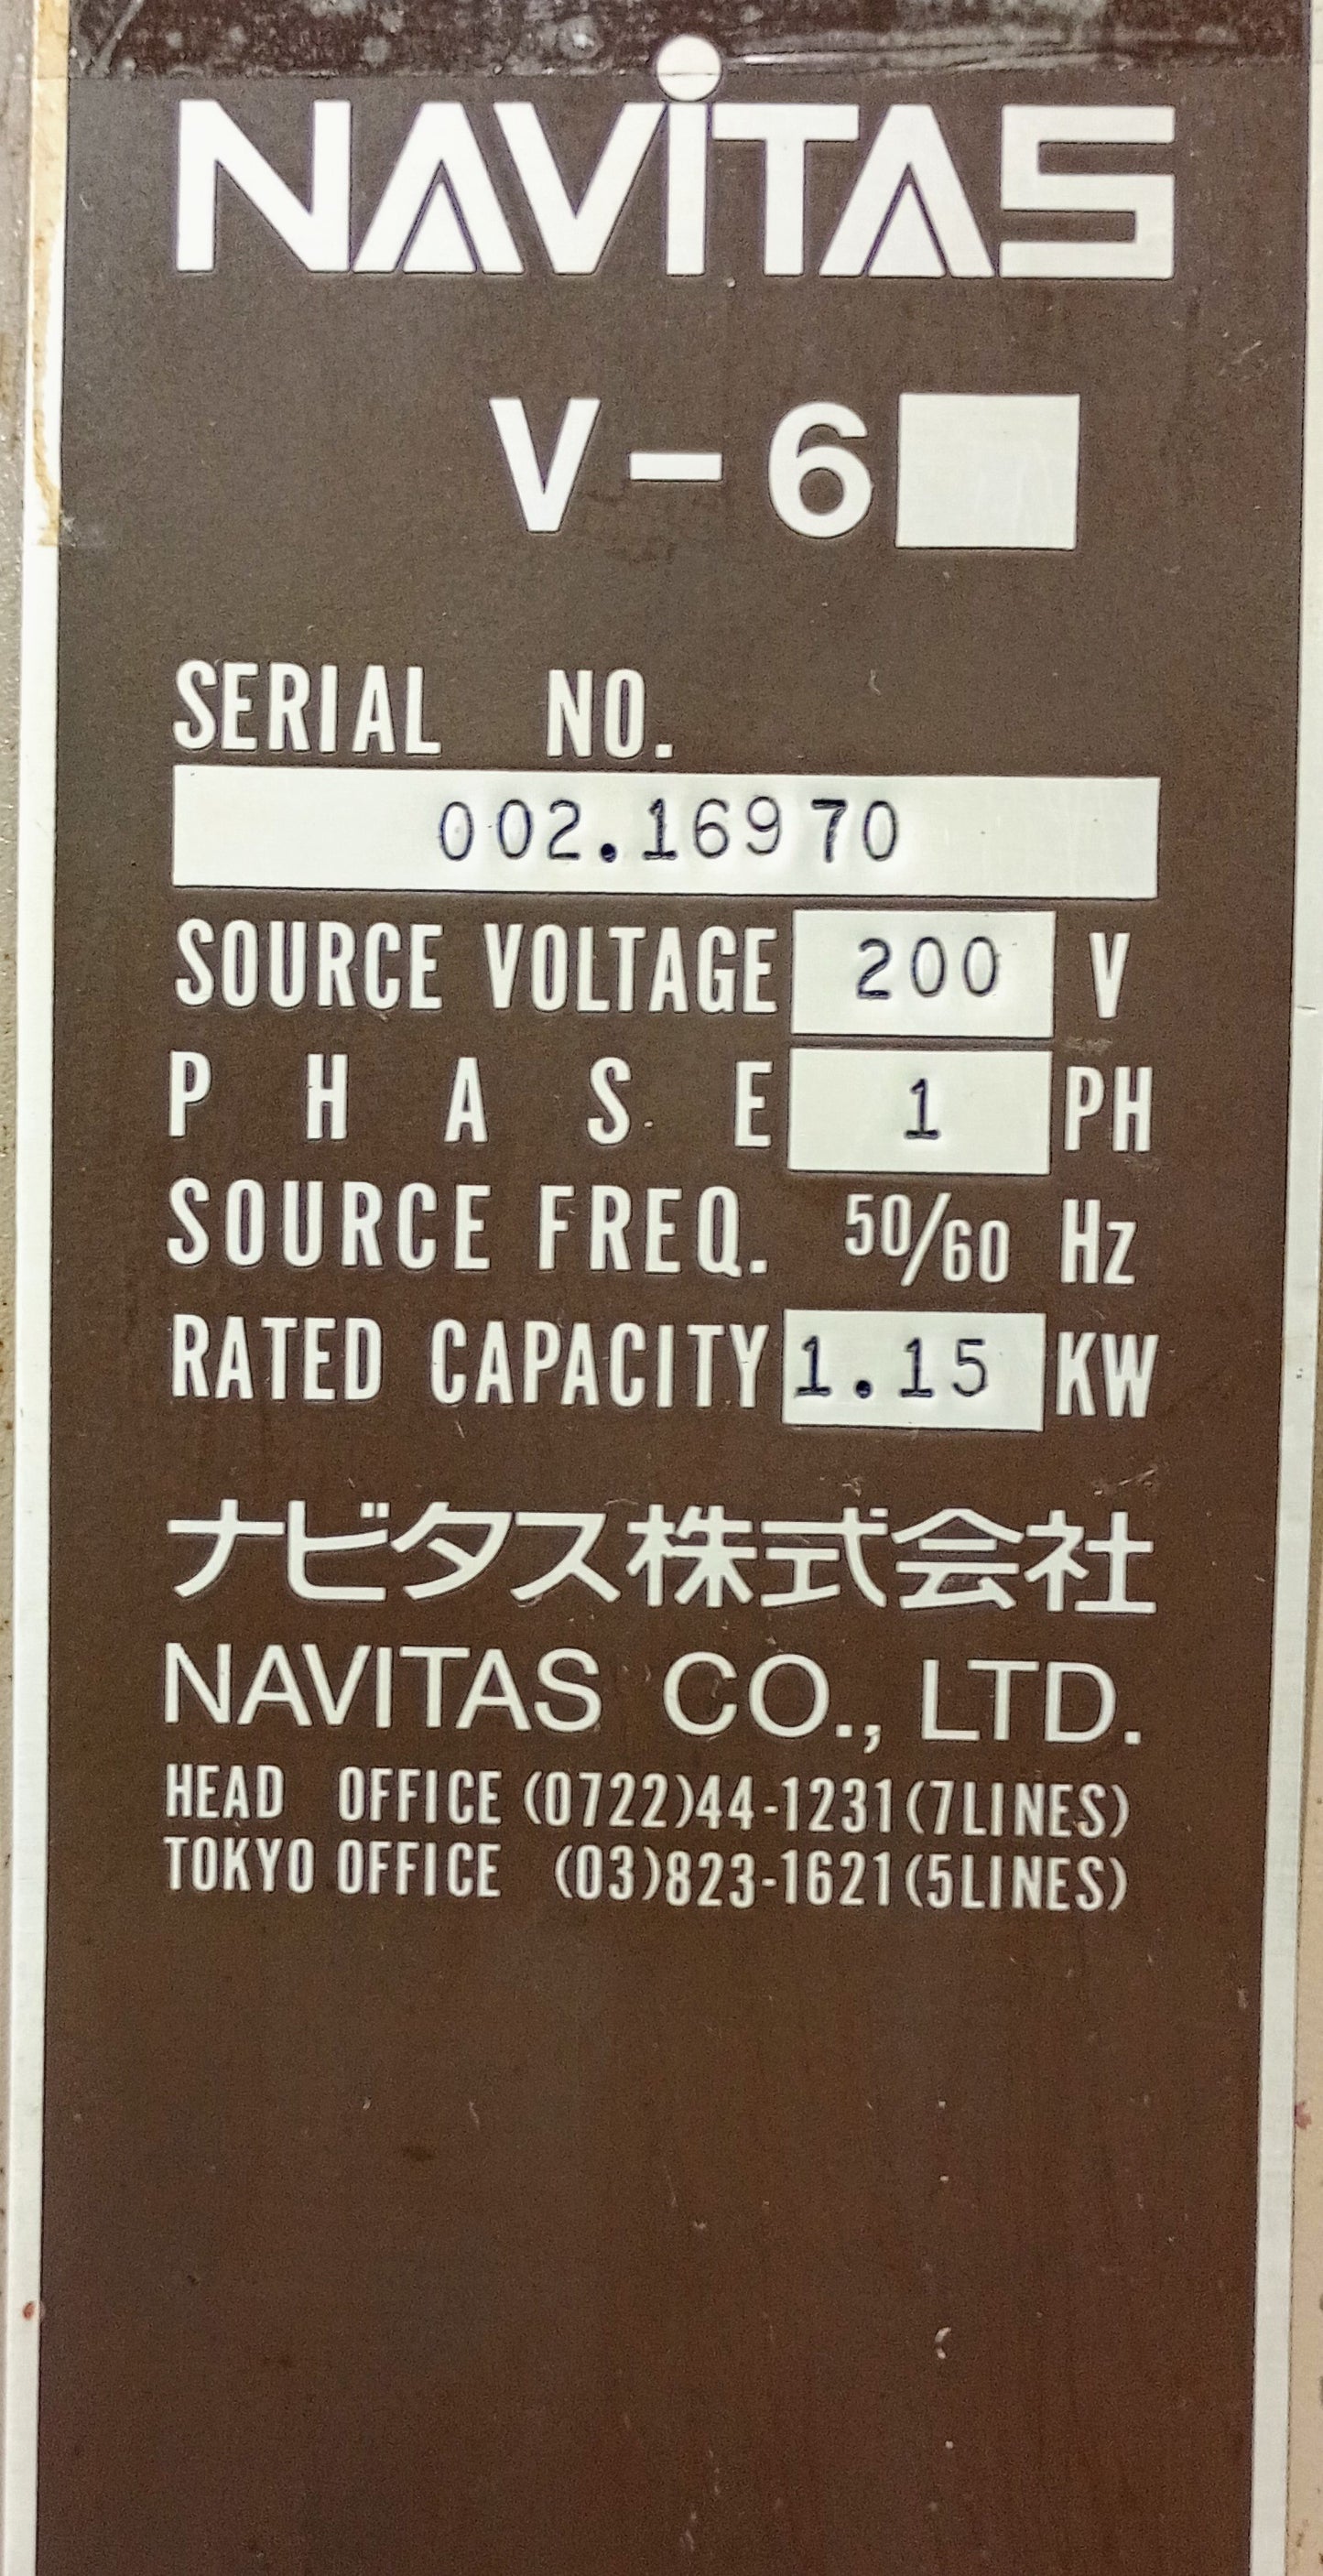 NAVITAS
V-6
SERIAL NO.
002.16970
SOURCE VOLTAGE 200 V
PHASE 1 PH
SOURCE FREQ. 50/60 Hz
RATED CAPACITY 1.15 KW
ナビタス株式会社
NAVITAS CO., LTD.
HEAD OFFICE (0722)44-1231(7LINES)
TOKYO OFFICE (03)823-1621(5LINES)